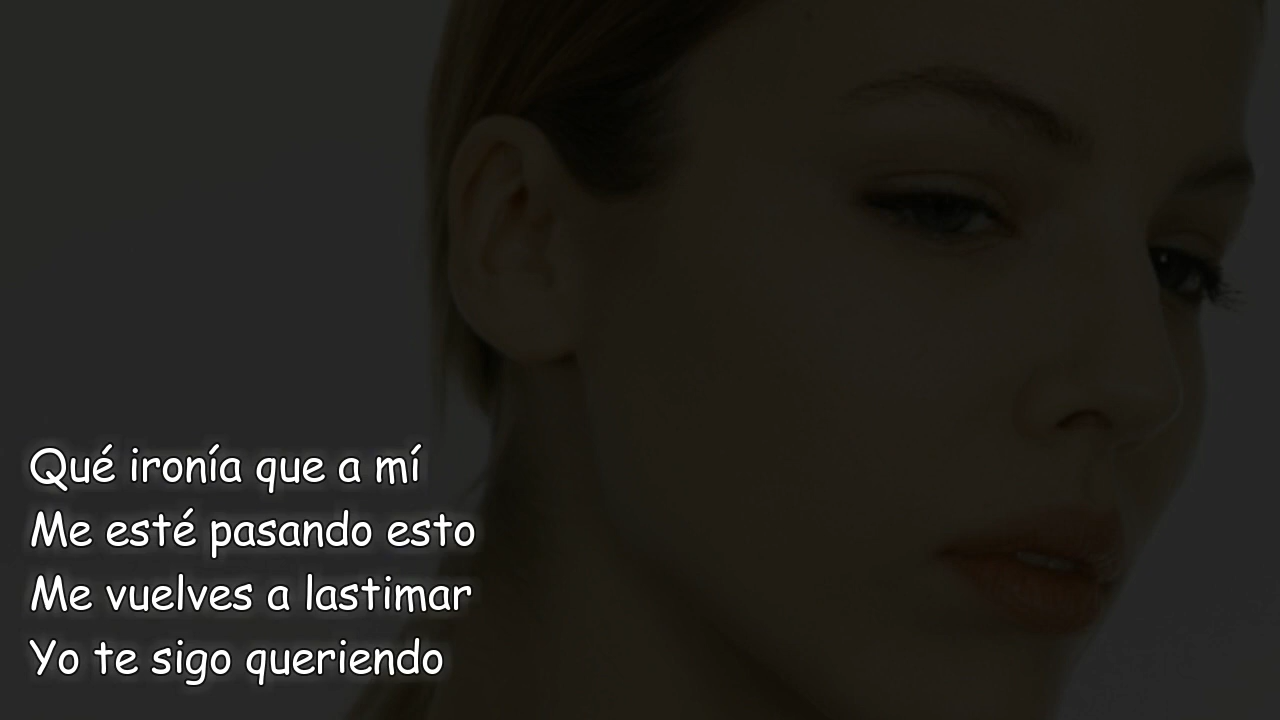 Qué ironía que a mí
Me esté pasando esto
Me vuelves a lastimar
Yo te sigo queriendo